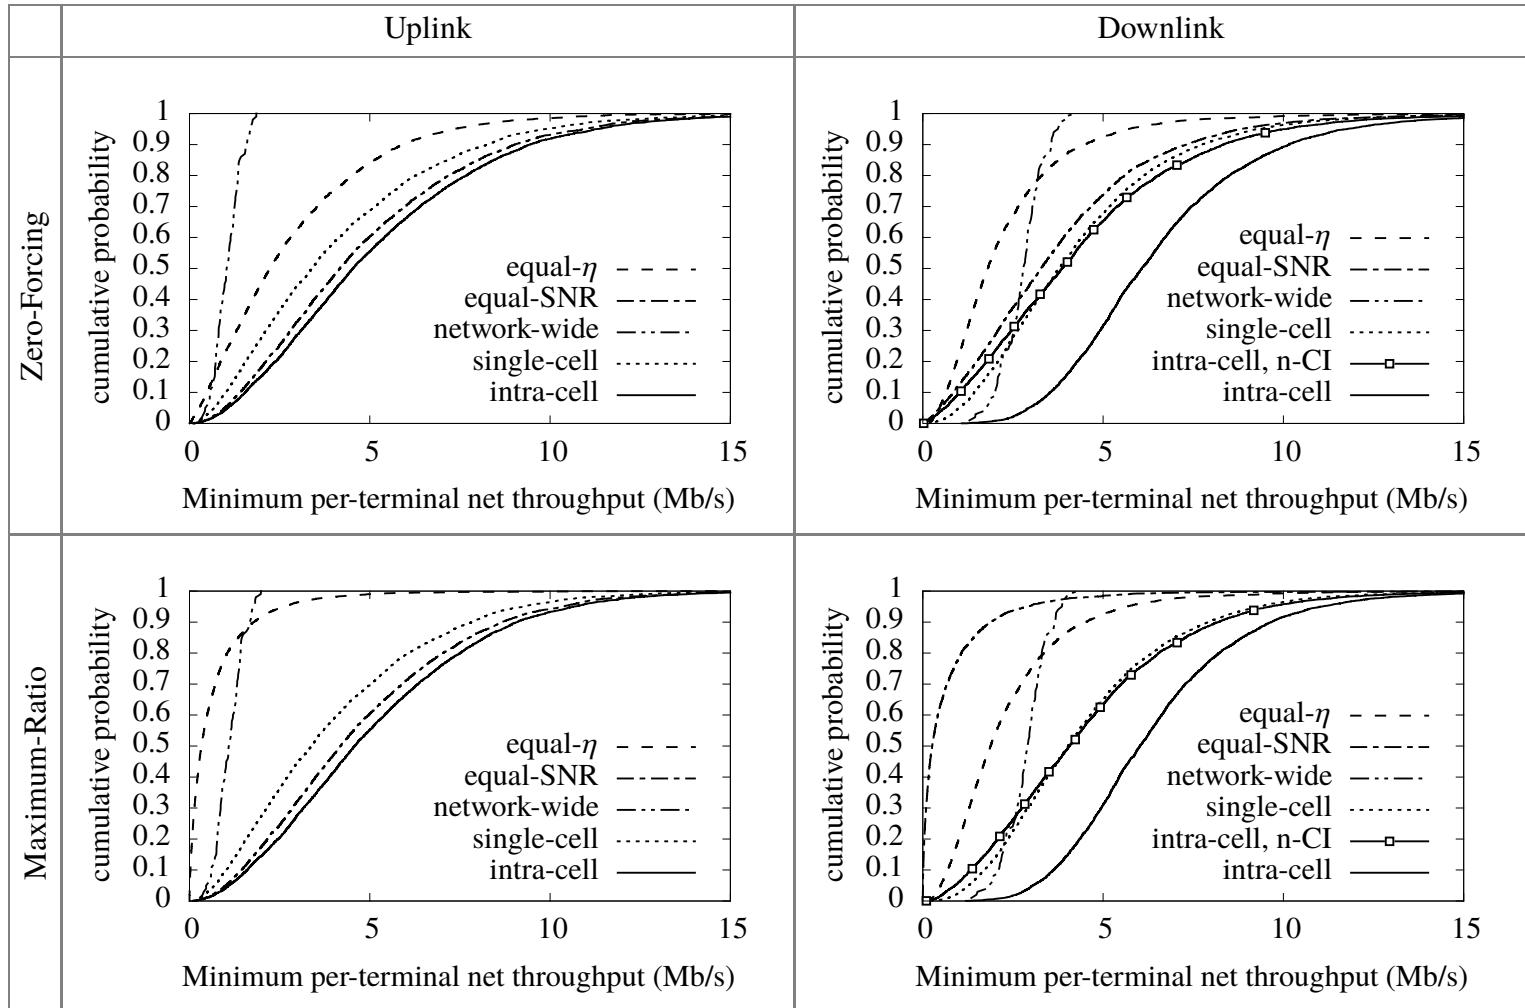 Uplink
Downlink
Zero-Forcing
cumulative probability
1
0.9
0.8
0.7
0.6
0.5
0.4
0.3
0.2
0.1
0
0 5 10 15
equal-η
equal-SNR
network-wide
single-cell
intra-cell
Minimum per-terminal net throughput (Mb/s)
cumulative probability
1
0.9
0.8
0.7
0.6
0.5
0.4
0.3
0.2
0.1
0
0 5 10 15
equal-η
equal-SNR
network-wide
single-cell
intra-cell, n-CI
intra-cell
Minimum per-terminal net throughput (Mb/s)
Maximum-Ratio
cumulative probability
1
0.9
0.8
0.7
0.6
0.5
0.4
0.3
0.2
0.1
0
0 5 10 15
equal-η
equal-SNR
network-wide
single-cell
intra-cell
Minimum per-terminal net throughput (Mb/s)
cumulative probability
1
0.9
0.8
0.7
0.6
0.5
0.4
0.3
0.2
0.1
0
0 5 10 15
equal-η
equal-SNR
network-wide
single-cell
intra-cell, n-CI
intra-cell
Minimum per-terminal net throughput (Mb/s)